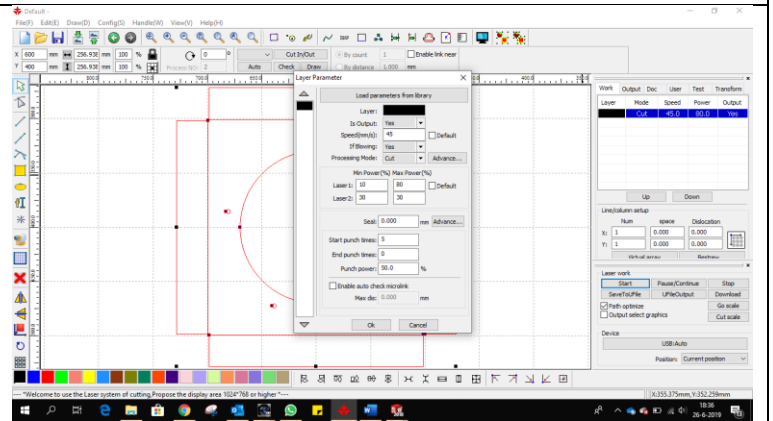 Default -
File(F) Edit(E) Draw(D) Config(S) Handle(W) View(V) Help(H)
X 600 mm 256.938 mm 100 % 0 ° Cut In/Out By count 1 Enable link near
Y 400 mm 256.938 mm 100 % Process NO: 2 Auto Check Draw By distance 1.000 mm
Layer Parameter
Load parameters from library
Layer:
Is Output: Yes
Speed(mm/s): 45 Default
If Blowing: Yes
Processing Mode: Cut Advance...
Min Power(%) Max Power(%)
Laser1: 10 80 Default
Laser2: 30 30
Seal: 0.000 mm Advance...
Start punch times: 5
End punch times: 0
Punch power: 50.0 %
Enable auto check microlink
Max dis: 0.000 mm
Ok Cancel
Work Output Doc User Test Transform
Layer Mode Speed Power Output
Cut 45.0 80.0 Yes
Up Down
Line/column setup
Num space Dislocation
X: 1 0.000 0.000
Y: 1 0.000 0.000
Virtual array Bestrew
Laser work
Start Pause/Continue Stop
SaveToUFile UFileOutput Download
Path optimize Go scale
Output select graphics Cut scale
Device
USB:Auto
Position: Current position
--- "Welcome to use the Laser system of cutting,Propose the display area 1024*768 or higher "---
X:355.375mm,Y:352.259mm
18:36
26-6-2019